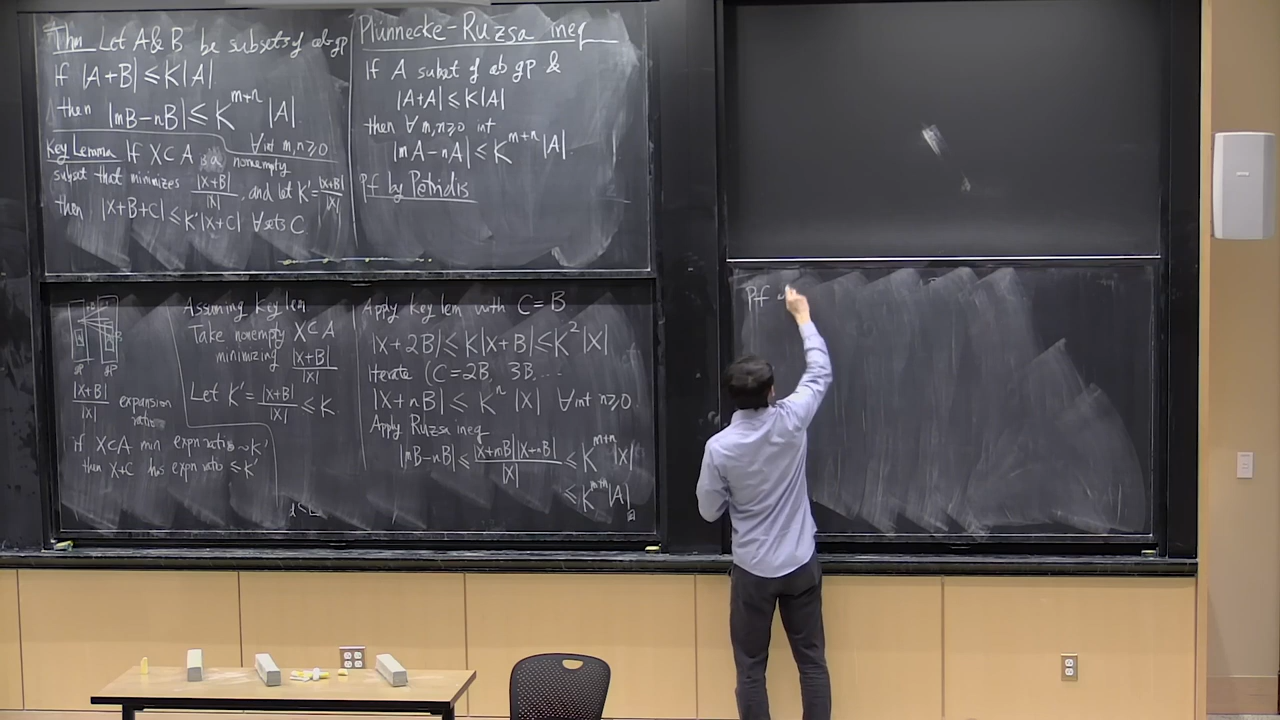 Thm Let A & B be subsets of ab gp
If |A+B| ≤ K|A|
then |mB-nB| ≤ K^{m+n} |A|.
∀ int m,n ≥ 0
Key Lemma If X⊂A is a nonempty
subset that minimizes |X+B|/|X|, and let K' = |X+B|/|X|
then |X+B+C| ≤ K'|X+C| ∀ sets C
Plünnecke-Ruzsa ineq
If A subset of ab gp &
|A+A| ≤ K|A|
then ∀ m,n≥0 int
|mA-nA| ≤ K^{m+n} |A|.
Pf by Petridis
gp gp
|X+B|/|X| expansion
ratio
if X⊂A min expn ratio K'
then X+C has expn ratio ≤ K'
Assuming Key lem
Take nonempty X⊂A
minimizing |X+B|/|X|
Let K' = |X+B|/|X| ≤ K.
Apply Key lem with C=B
|X+2B| ≤ K|X+B| ≤ K^2|X|
Iterate (C=2B, 3B, ...
|X+nB| ≤ K^n |X| ∀ int n≥0.
Apply Ruzsa ineq
|mB-nB| ≤ |X+mB||X+nB|/|X| ≤ K^{m+n}|X|
≤ K^{m+n}|A|
Pf